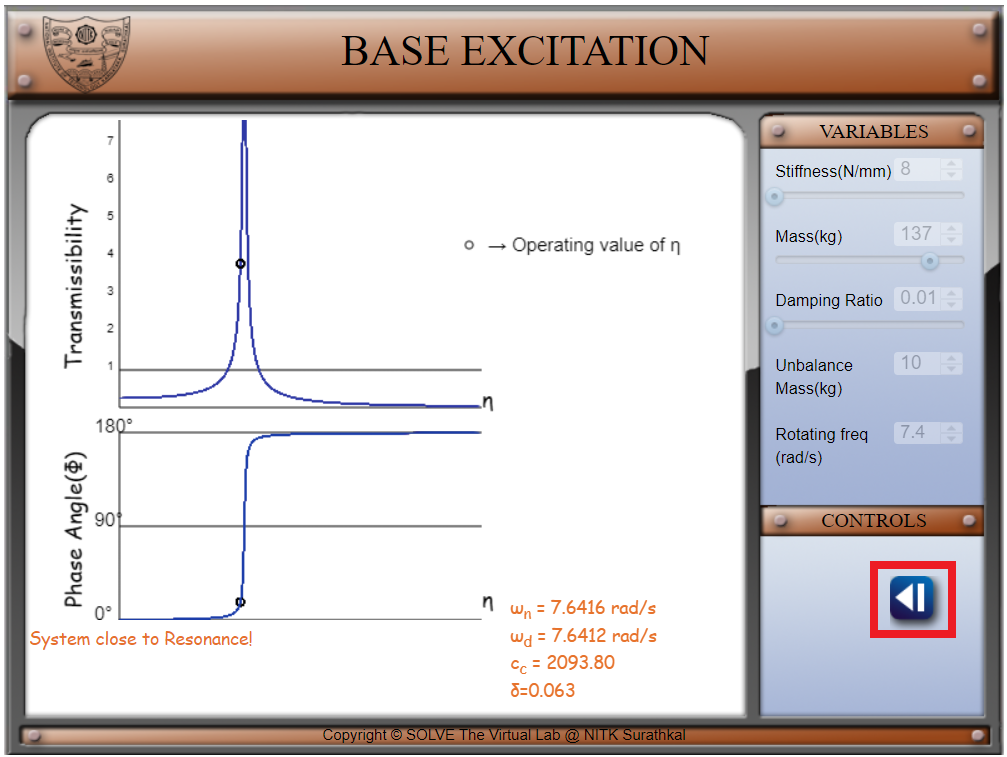 BASE EXCITATION
7
6
5
4
3
2
1
Transmissibility
η
→ Operating value of η
180°
90°
0°
Phase Angle(Φ)
η
System close to Resonance!
ωn = 7.6416 rad/s
ωd = 7.6412 rad/s
cc = 2093.80
δ=0.063
VARIABLES
Stiffness(N/mm) 8
Mass(kg) 137
Damping Ratio 0.01
Unbalance 10
Mass(kg)
Rotating freq 7.4
(rad/s)
CONTROLS
Copyright © SOLVE The Virtual Lab @ NITK Surathkal